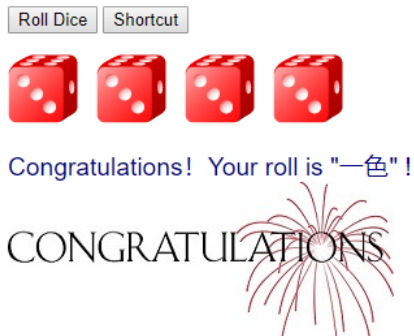 Roll Dice Shortcut
Congratulations！Your roll is "一色"！
CONGRATULATIONS